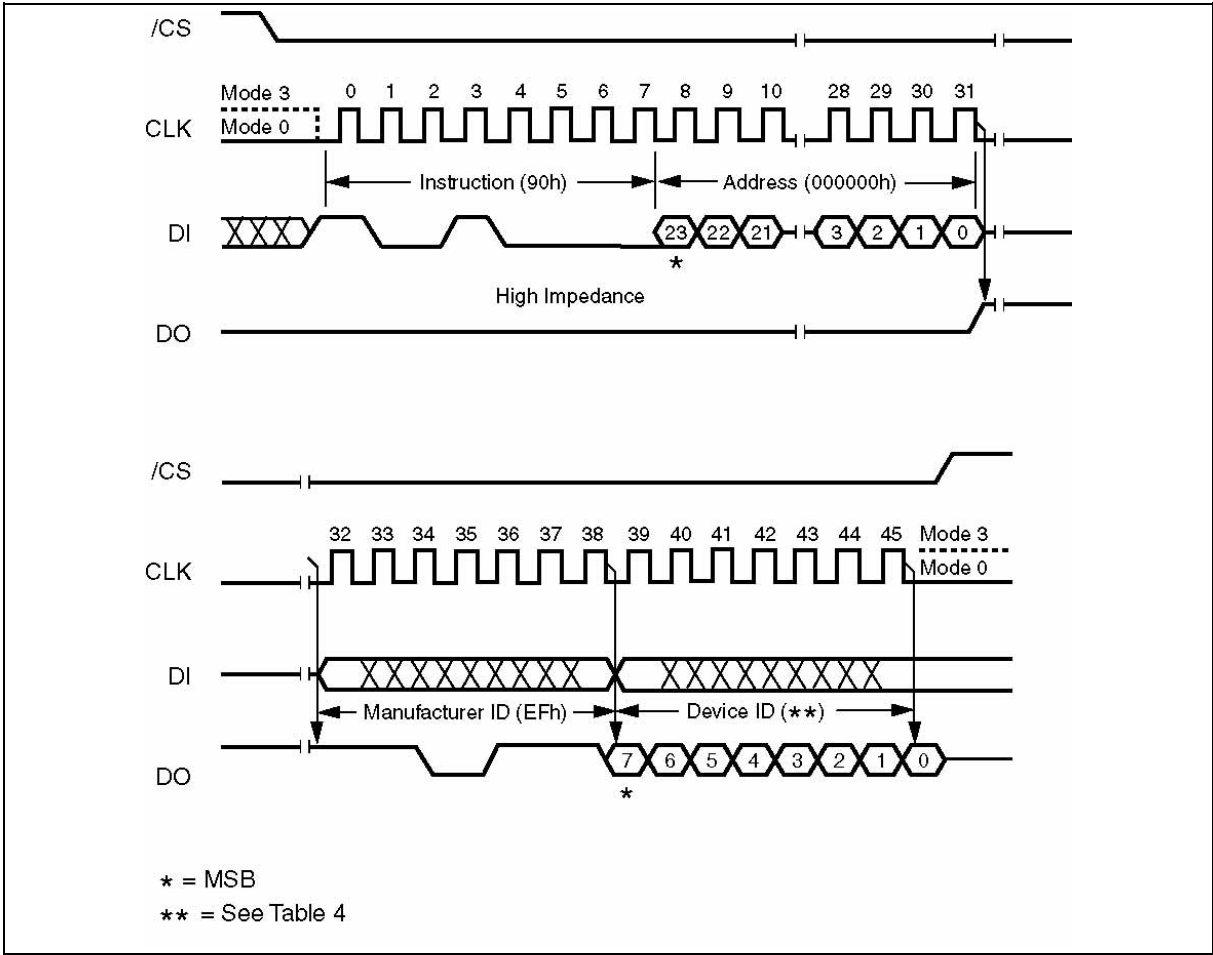 /CS
Mode 3 0 1 2 3 4 5 6 7 8 9 10 28 29 30 31
CLK Mode 0
Instruction (90h) Address (000000h)
DI 23 22 21 3 2 1 0
*
High Impedance
DO
/CS
32 33 34 35 36 37 38 39 40 41 42 43 44 45 Mode 3
CLK Mode 0
DI
Manufacturer ID (EFh) Device ID (**)
DO 7 6 5 4 3 2 1 0
*
* = MSB
** = See Table 4